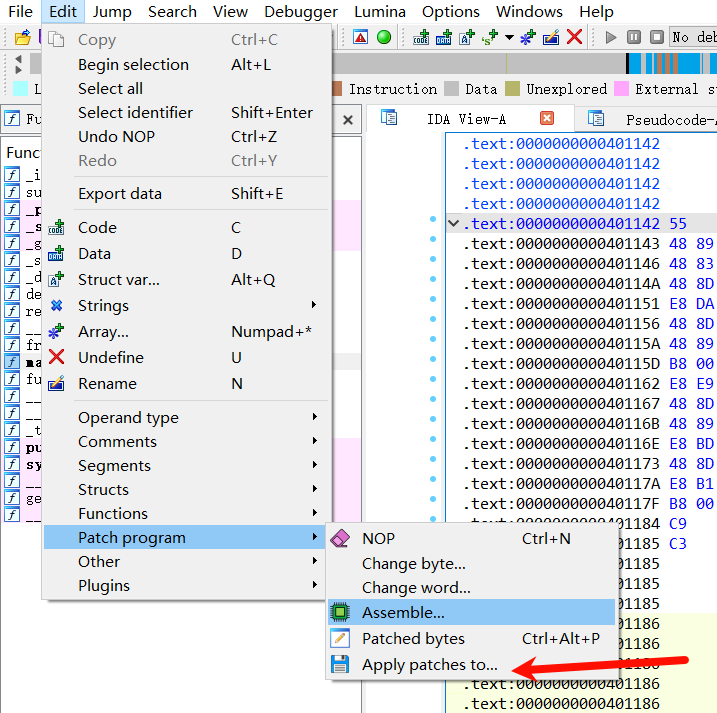 File Edit Jump Search View Debugger Lumina Options Windows Help
No deb
Instruction Data Unexplored External s
Copy Ctrl+C
Begin selection Alt+L
Select all
Select identifier Shift+Enter
Undo NOP Ctrl+Z
Redo Ctrl+Y
Export data Shift+E
Code C
Data D
Struct var... Alt+Q
Strings
Array... Numpad+*
Undefine U
Rename N
Operand type
Comments
Segments
Structs
Functions
Patch program
Other
Plugins
NOP Ctrl+N
Change byte...
Change word...
Assemble...
Patched bytes Ctrl+Alt+P
Apply patches to...
Func
_i
su
_p
_s
_g
_s
_d
de
re
__
fr
ma
fu
__
__
_t
pu
sy
__
ge
__
IDA View-A Pseudocode-A
.text:0000000000401142
.text:0000000000401142
.text:0000000000401142
.text:0000000000401142
.text:0000000000401142 55
.text:0000000000401143 48 89
.text:0000000000401146 48 83
.text:000000000040114A 48 8D
.text:0000000000401151 E8 DA
.text:0000000000401156 48 8D
.text:000000000040115A 48 89
.text:000000000040115D B8 00
.text:0000000000401162 E8 E9
.text:0000000000401167 48 8D
.text:000000000040116B 48 89
.text:000000000040116E E8 BD
.text:0000000000401173 48 8D
.text:000000000040117A E8 B1
.text:000000000040117F B8 00
.text:0000000000401184 C9
01185 C3
01185
01185
01185
01186
01186
01186
.text:0000000000401186
.text:0000000000401186